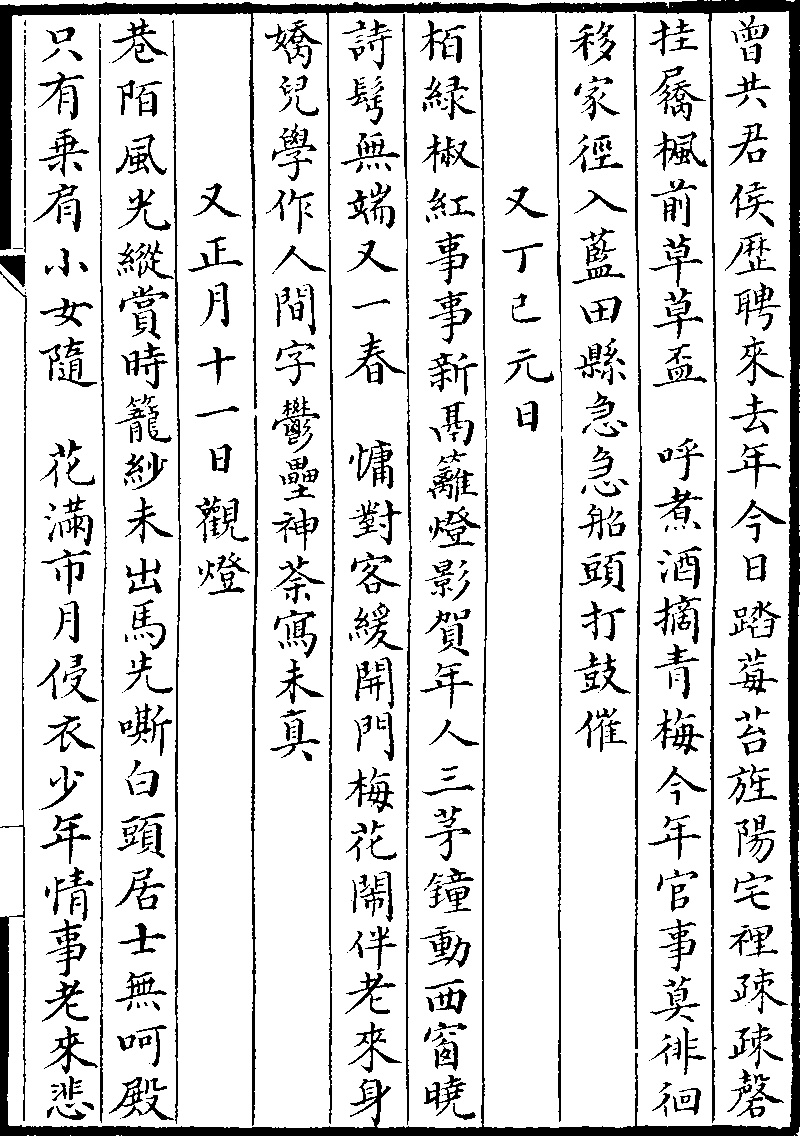 曾共君侯歷聘來去年今日踏莓苔旌陽宅裡疎疎磬
挂屩楓前草草盃　呼煮酒摘青梅今年官事莫徘徊
移家徑入藍田縣急急船頭打鼓催
又丁已元日
栢綠椒紅事事新鬲籬燈影賀年人三茅鐘動西窗曉
詩鬂無端又一春　慵對客緩開門梅花閙伴老來身
嬌兒學作人間字鬱壘神荼寫未真
又正月十一日觀燈
巷陌風光縱賞時籠紗未出馬先嘶白頭居士無呵殿
只有乗肩小女隨　花滿市月侵衣少年情事老來悲